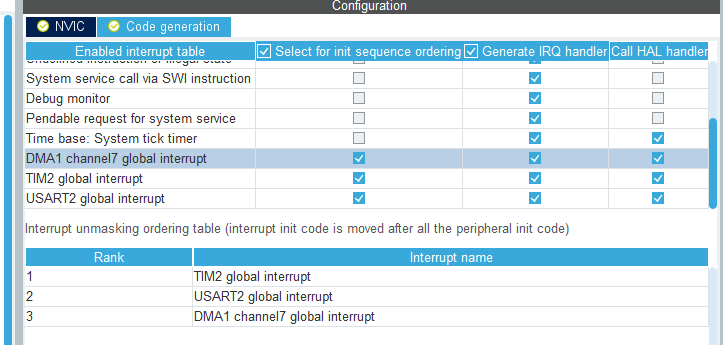 Configuration
NVIC Code generation
Enabled interrupt table Select for init sequence ordering Generate IRQ handler Call HAL handler
Undefined instruction or illegal state
System service call via SWI instruction
Debug monitor
Pendable request for system service
Time base: System tick timer
DMA1 channel7 global interrupt
TIM2 global interrupt
USART2 global interrupt
Interrupt unmasking ordering table (interrupt init code is moved after all the peripheral init code)
Rank Interrupt name
1 TIM2 global interrupt
2 USART2 global interrupt
3 DMA1 channel7 global interrupt